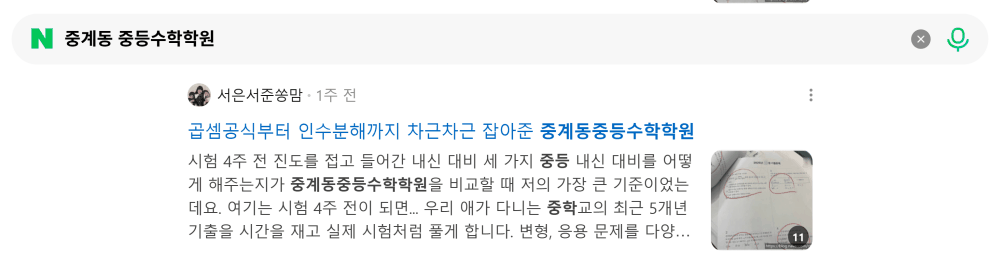 중계동 중등수학학원
서은서준쏭맘 · 1주 전
곱셈공식부터 인수분해까지 차근차근 잡아준 중계동중등수학학원
시험 4주 전 진도를 접고 들어간 내신 대비 세 가지 중등 내신 대비를 어떻
게 해주는지가 중계동중등수학학원을 비교할 때 저의 가장 큰 기준이었는
데요. 여기는 시험 4주 전이 되면... 우리 애가 다니는 중학교의 최근 5개년
기출을 시간을 재고 실제 시험처럼 풀게 합니다. 변형, 응용 문제를 다양...
11